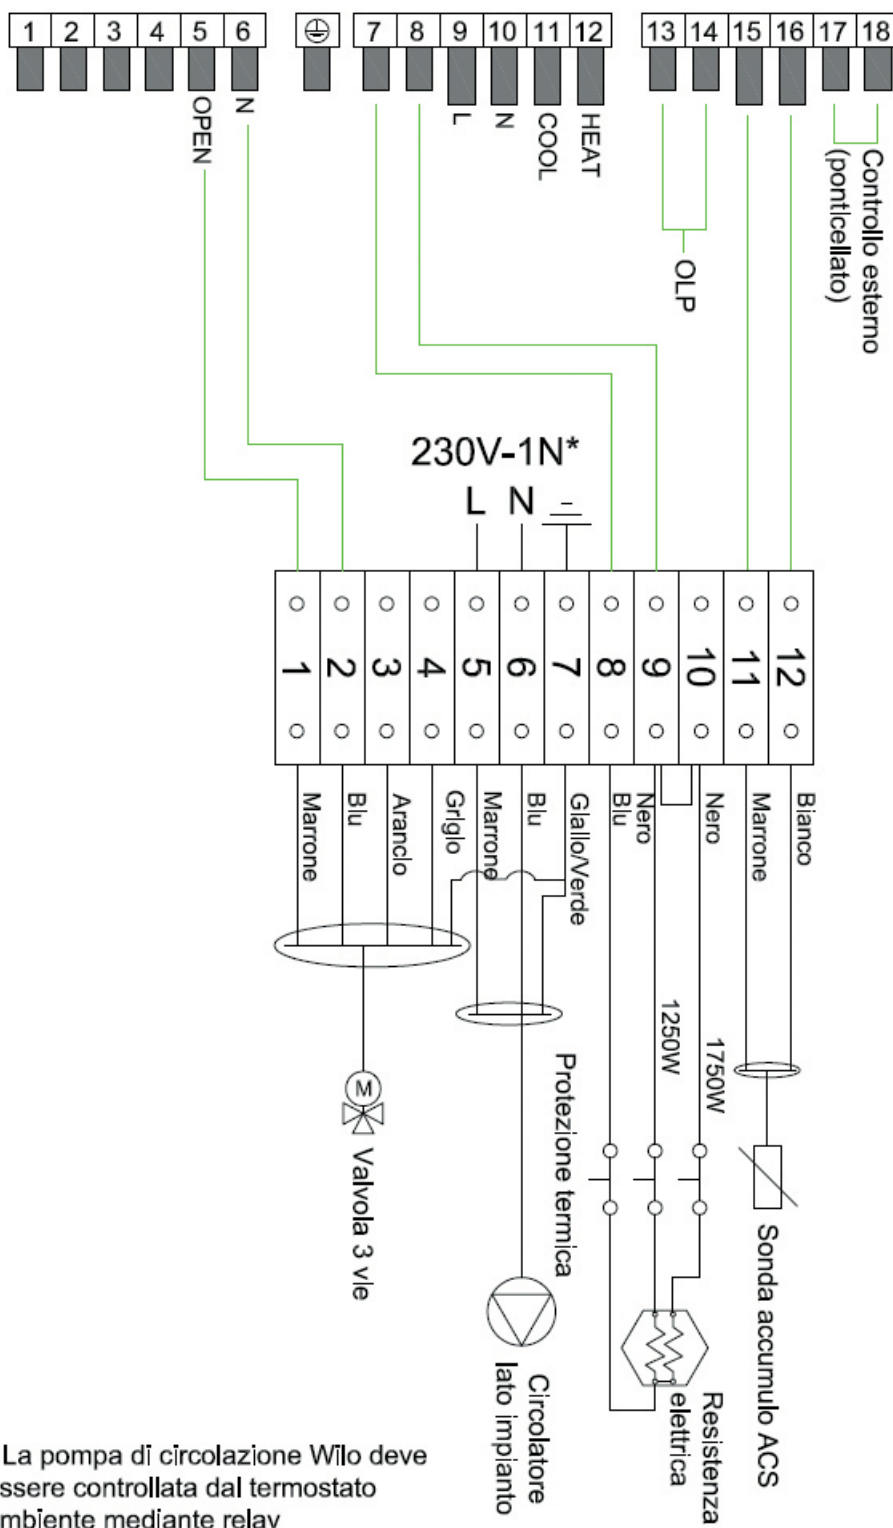 1 2 3 4 5 6 7 8 9 10 11 12 13 14 15 16 17 18
OPEN
N
L
N
COOL
HEAT
OLP
Controllo esterno
(ponticellato)
230V-1N*
L N
1 2 3 4 5 6 7 8 9 10 11 12
Marrone
Blu
Arancio
Grigio
Marrone
Blu
Giallo/Verde
Blu
Nero
Nero
Marrone
Bianco
1250W
1750W
Protezione termica
M
Valvola 3 vie
Circolatore
lato impianto
Resistenza
elettrica
Sonda accumulo ACS
La pompa di circolazione Wilo deve
ssere controllata dal termostato
mbiente mediante relay